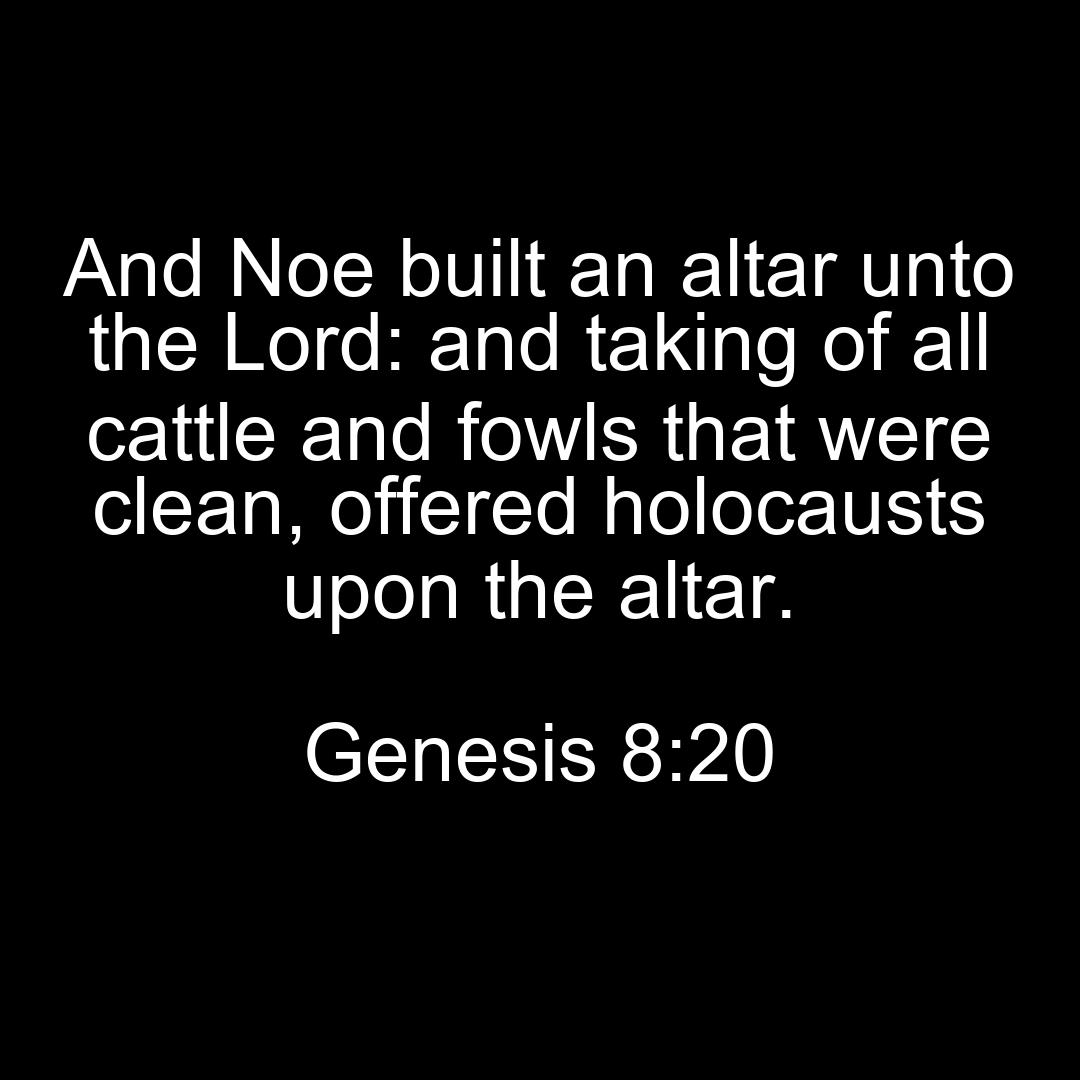 And Noe built an altar unto
the Lord: and taking of all
cattle and fowls that were
clean, offered holocausts
upon the altar.
Genesis 8:20